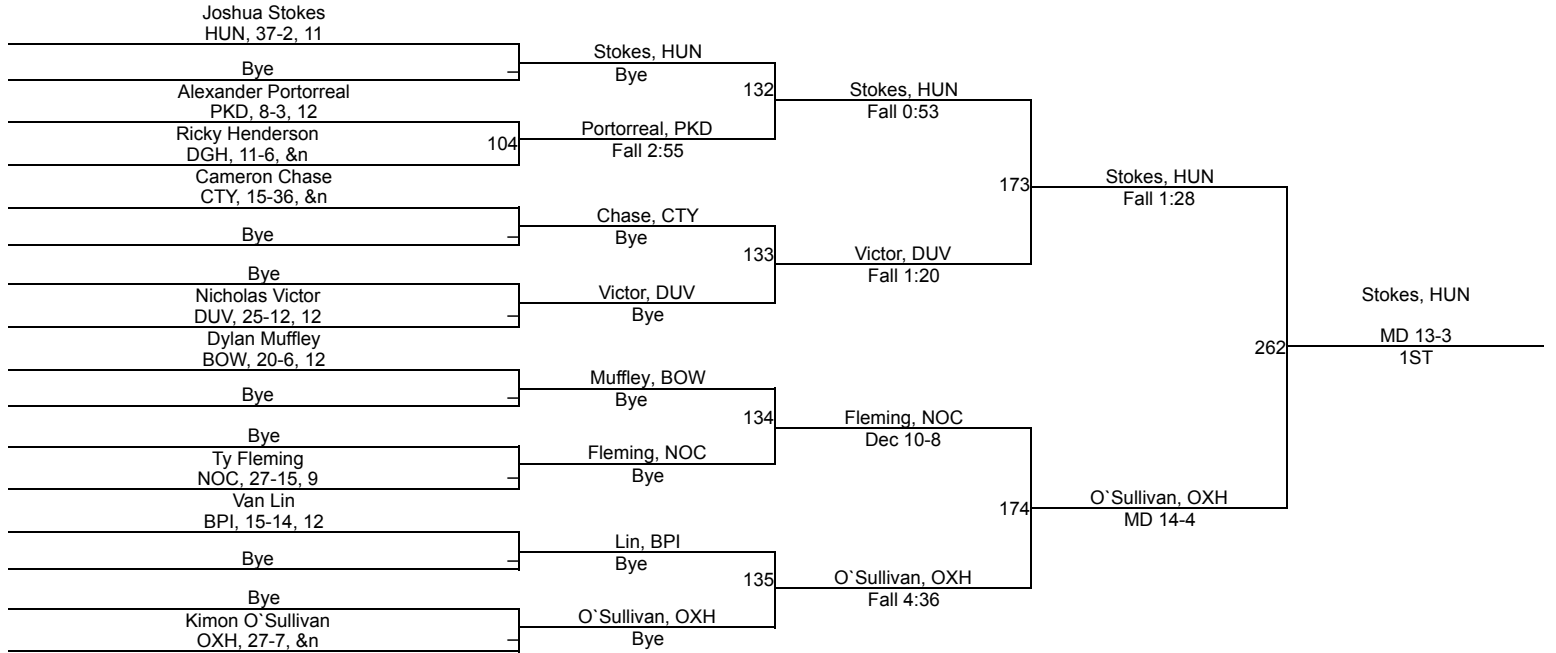 Joshua Stokes
HUN, 37-2, 11
Bye
Alexander Portorreal
PKD, 8-3, 12
Ricky Henderson
DGH, 11-6, &n
Cameron Chase
CTY, 15-36, &n
Bye
Bye
Nicholas Victor
DUV, 25-12, 12
Dylan Muffley
BOW, 20-6, 12
Bye
Bye
Ty Fleming
NOC, 27-15, 9
Van Lin
BPI, 15-14, 12
Bye
Bye
Kimon O`Sullivan
OXH, 27-7, &n
104
Stokes, HUN
Bye
Portorreal, PKD
Fall 2:55
Chase, CTY
Bye
Victor, DUV
Bye
Muffley, BOW
Bye
Fleming, NOC
Bye
Lin, BPI
Bye
O`Sullivan, OXH
Bye
132
133
134
135
Stokes, HUN
Fall 0:53
Victor, DUV
Fall 1:20
Fleming, NOC
Dec 10-8
O`Sullivan, OXH
Fall 4:36
173
174
Stokes, HUN
Fall 1:28
O`Sullivan, OXH
MD 14-4
262
Stokes, HUN
MD 13-3
1ST